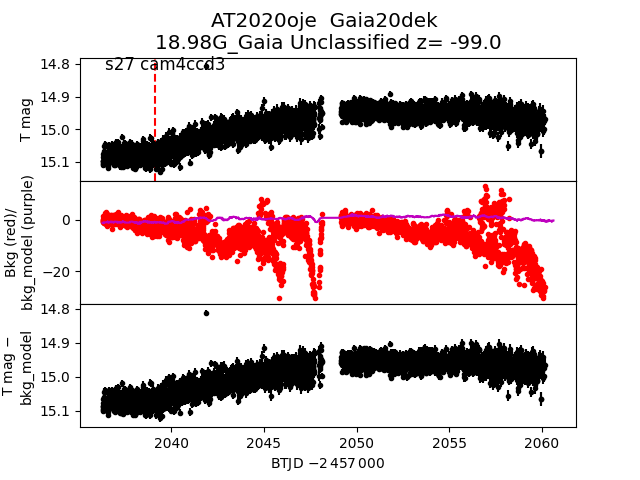 AT2020oje  Gaia20dek
18.98G_Gaia Unclassified z= -99.0
s27 cam4ccd3
14.8
14.9
15.0
15.1
T mag
0
−20
Bkg (red)/
bkg_model (purple)
14.8
14.9
15.0
15.1
T mag −
bkg_model
2040
2045
2050
2055
2060
BTJD −2 457 000